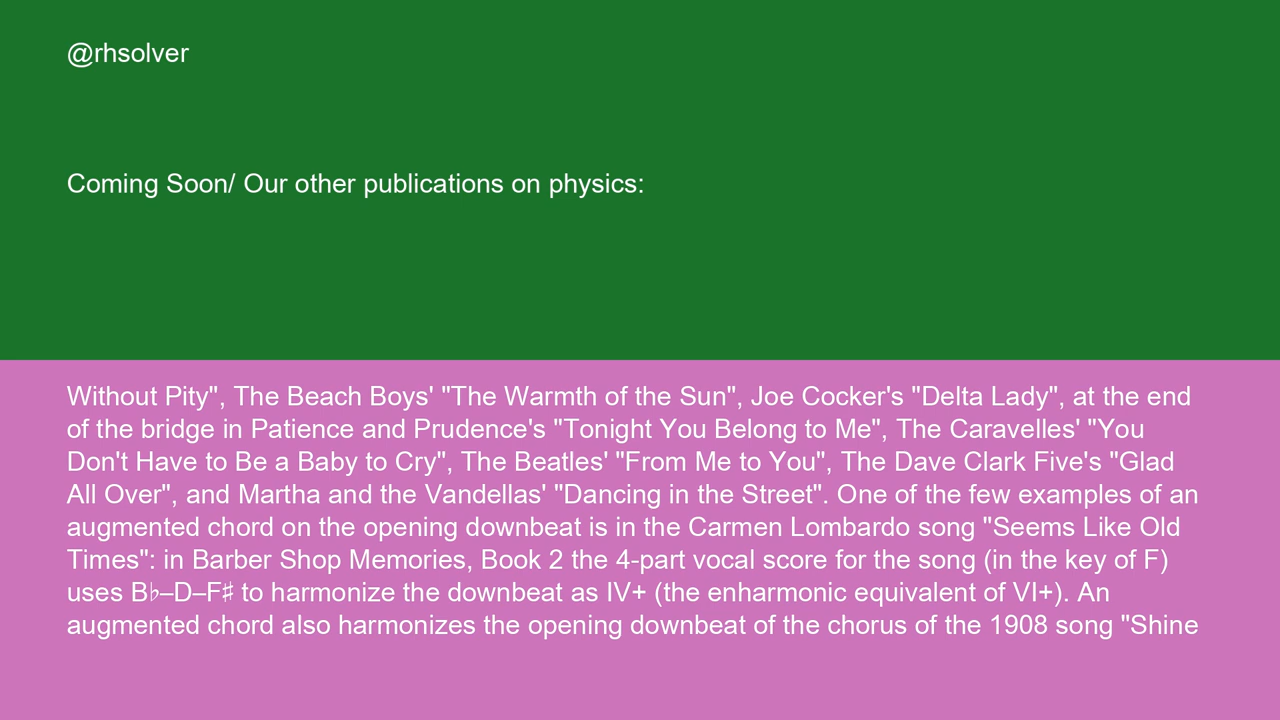 @rhsolver
Coming Soon/ Our other publications on physics:
Without Pity", The Beach Boys' "The Warmth of the Sun", Joe Cocker's "Delta Lady", at the end
of the bridge in Patience and Prudence's "Tonight You Belong to Me", The Caravelles' "You
Don't Have to Be a Baby to Cry", The Beatles' "From Me to You", The Dave Clark Five's "Glad
All Over", and Martha and the Vandellas' "Dancing in the Street". One of the few examples of an
augmented chord on the opening downbeat is in the Carmen Lombardo song "Seems Like Old
Times": in Barber Shop Memories, Book 2 the 4-part vocal score for the song (in the key of F)
uses B♭–D–F♯ to harmonize the downbeat as IV+ (the enharmonic equivalent of VI+). An
augmented chord also harmonizes the opening downbeat of the chorus of the 1908 song "Shine